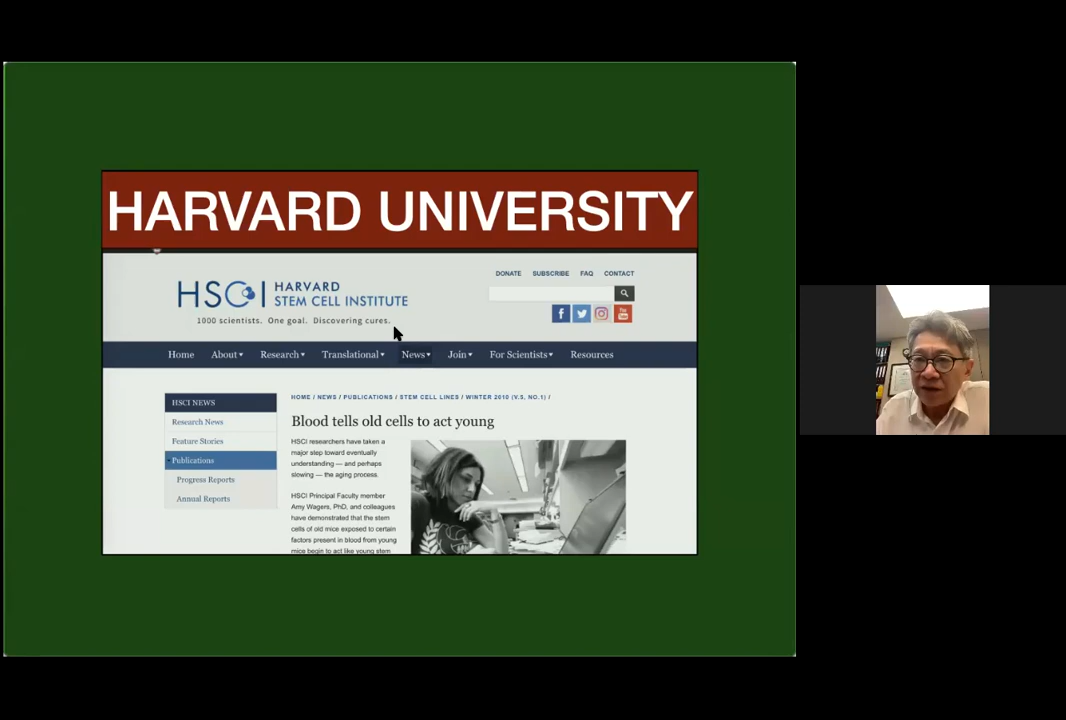 HARVARD UNIVERSITY
DONATE SUBSCRIBE FAQ CONTACT
HSCI HARVARD
STEM CELL INSTITUTE
1000 scientists. One goal. Discovering cures.
Home About Research Translational News Join For Scientists Resources
HSCI NEWS
Research News
Feature Stories
Publications
Progress Reports
Annual Reports
HOME / NEWS / PUBLICATIONS / STEM CELL LINES / WINTER 2010 (V.5, NO.1) /
Blood tells old cells to act young
HSCI researchers have taken a
major step toward eventually
understanding — and perhaps
slowing — the aging process.
HSCI Principal Faculty member
Amy Wagers, PhD, and colleagues
have demonstrated that the stem
cells of old mice exposed to certain
factors present in blood from young
mice begin to act like young stem